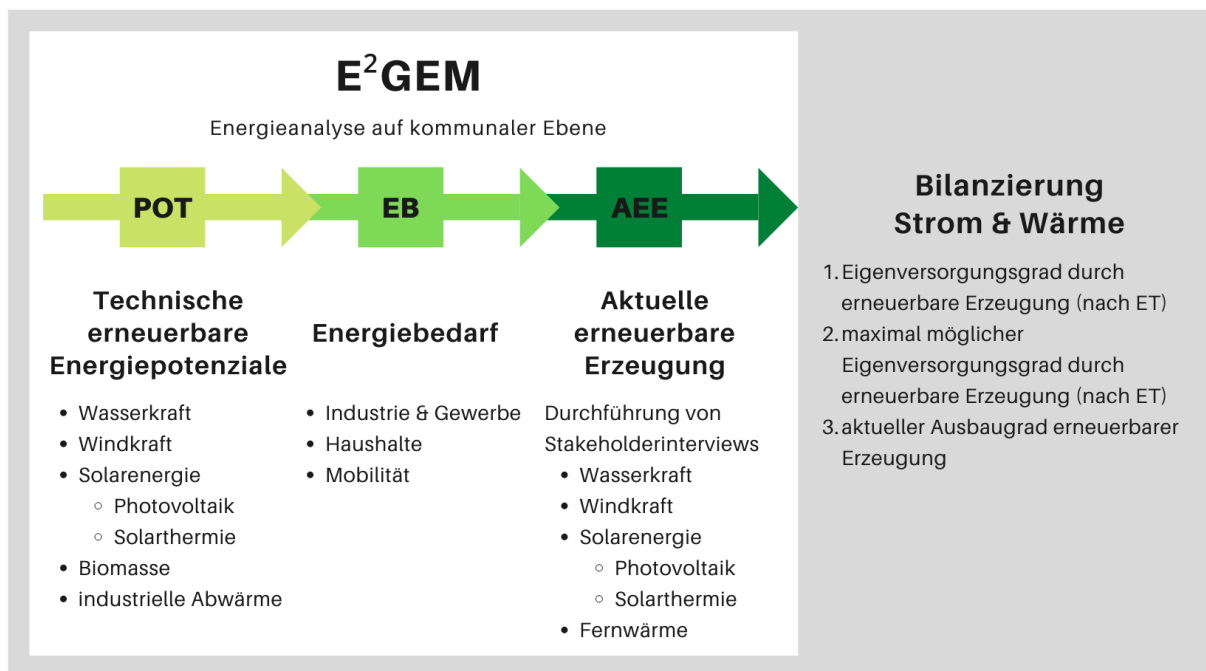 E²GEM
Energieanalyse auf kommunaler Ebene
POT
EB
AEE
Technische
erneuerbare
Energiepotenziale
• Wasserkraft
• Windkraft
• Solarenergie
◦ Photovoltaik
◦ Solarthermie
• Biomasse
• industrielle Abwärme
Energiebedarf
• Industrie & Gewerbe
• Haushalte
• Mobilität
Aktuelle
erneuerbare
Erzeugung
Durchführung von
Stakeholderinterviews
• Wasserkraft
• Windkraft
• Solarenergie
◦ Photovoltaik
◦ Solarthermie
• Fernwärme
Bilanzierung
Strom & Wärme
1. Eigenversorgungsgrad durch
erneuerbare Erzeugung (nach ET)
2. maximal möglicher
Eigenversorgungsgrad durch
erneuerbare Erzeugung (nach ET)
3. aktueller Ausbaugrad erneuerbarer
Erzeugung